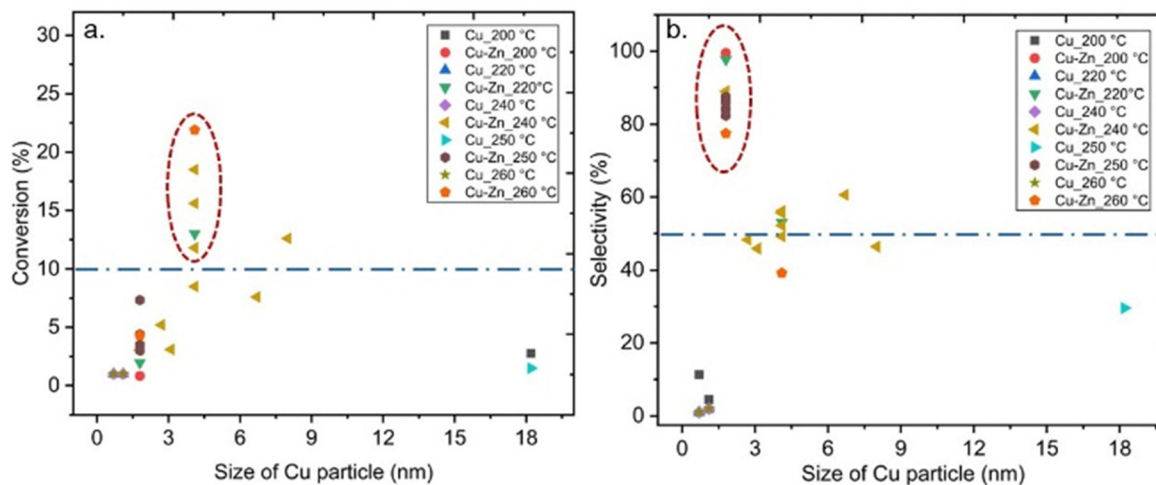 a.
Conversion (%)
30
25
20
15
10
5
0
0 3 6 9 12 15 18
Size of Cu particle (nm)
Cu_200 °C
Cu-Zn_200 °C
Cu_220 °C
Cu-Zn_220°C
Cu_240 °C
Cu-Zn_240 °C
Cu_250 °C
Cu-Zn_250 °C
Cu_260 °C
Cu-Zn_260 °C
b.
Selectivity (%)
100
80
60
40
20
0
0 3 6 9 12 15 18
Size of Cu particle (nm)
Cu_200 °C
Cu-Zn_200 °C
Cu_220 °C
Cu-Zn_220°C
Cu_240 °C
Cu-Zn_240 °C
Cu_250 °C
Cu-Zn_250 °C
Cu_260 °C
Cu-Zn_260 °C